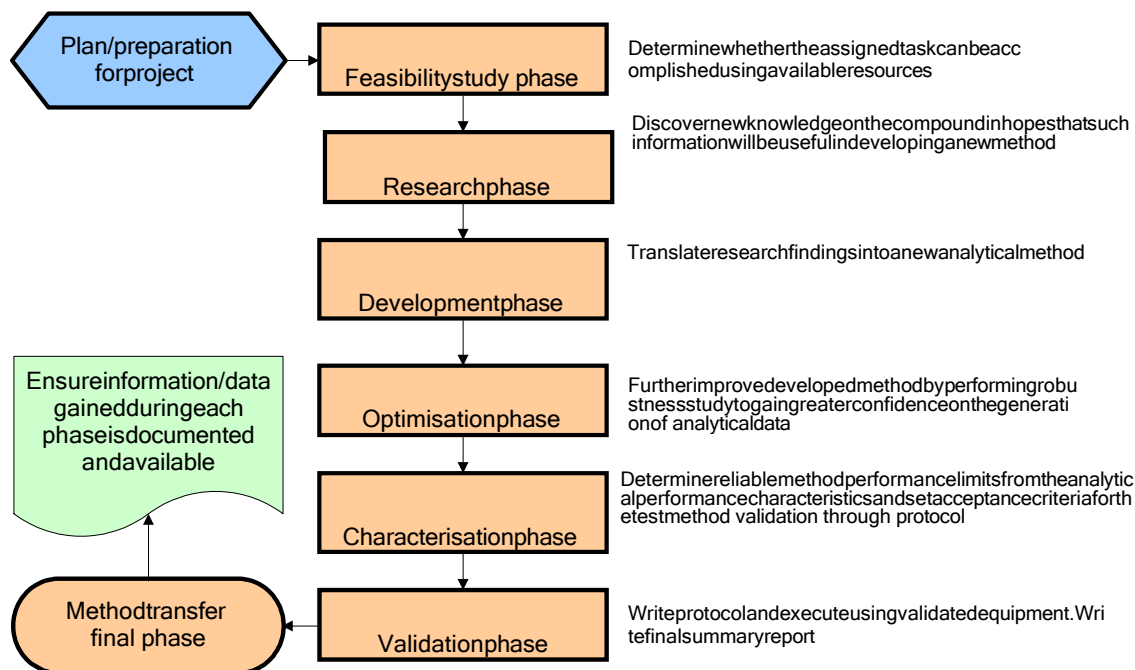 Plan/preparation
forproject
Feasibilitystudy phase
Determinewhethertheassignedtaskcanbeacc
omplishedusingavailableresources
Researchphase
Discovernewknowledgeonthecompoundinhopesthatsuch
informationwillbeusefulindevelopinganewmethod
Developmentphase
Translateresearchfindingsintoanewanalyticalmethod
Optimisationphase
Furtherimprovedevelopedmethodbyperformingrobu
stnessstudytogaingreaterconfidenceonthegenerati
onof analyticaldata
Characterisationphase
Determinereliablemethodperformancelimitsfromtheanalytic
alperformancecharacteristicsandsetacceptancecriteriaforth
etestmethod validation through protocol
Validationphase
Writeprotocolandexecuteusingvalidatedequipment.Wri
tefinalsummaryreport
Methodtransfer
final phase
Ensureinformation/data
gainedduringeach
phaseisdocumented
andavailable